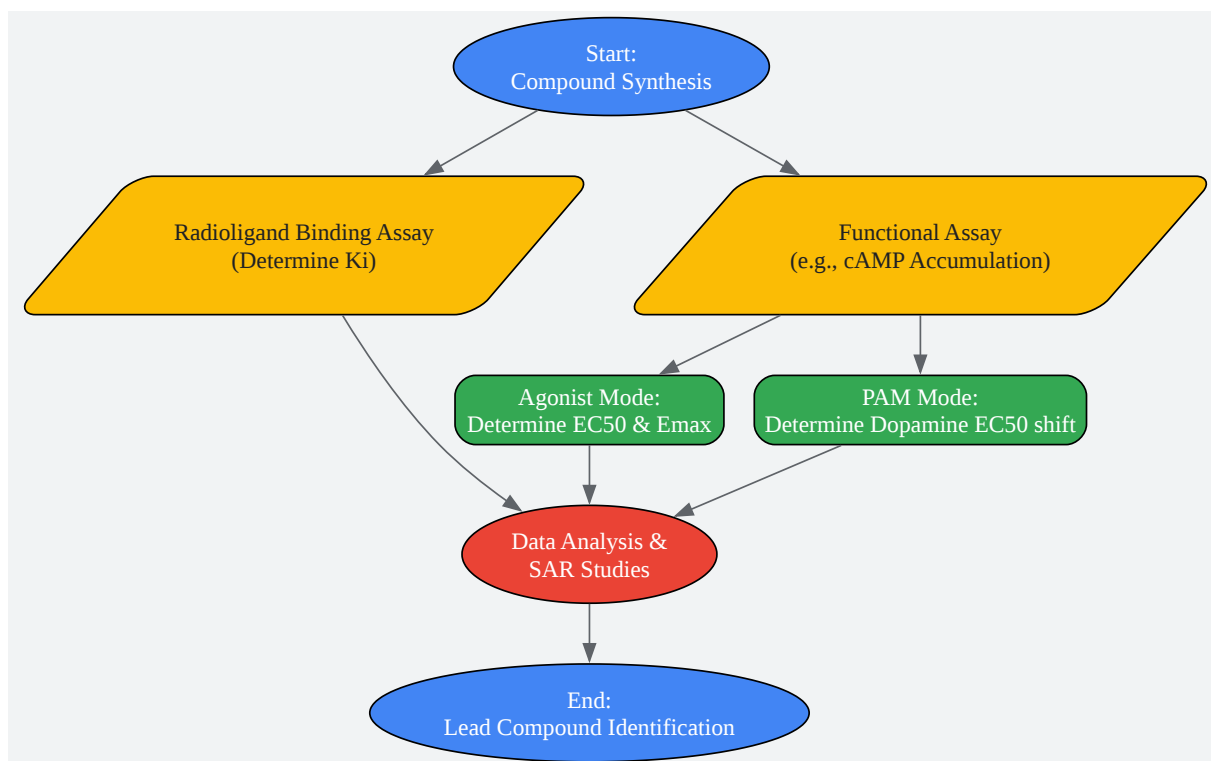 Start:
Compound Synthesis
Radioligand Binding Assay
(Determine Ki)
Functional Assay
(e.g., cAMP Accumulation)
Agonist Mode:
Determine EC50 & Emax
PAM Mode:
Determine Dopamine EC50 shift
Data Analysis &
SAR Studies
End:
Lead Compound Identification